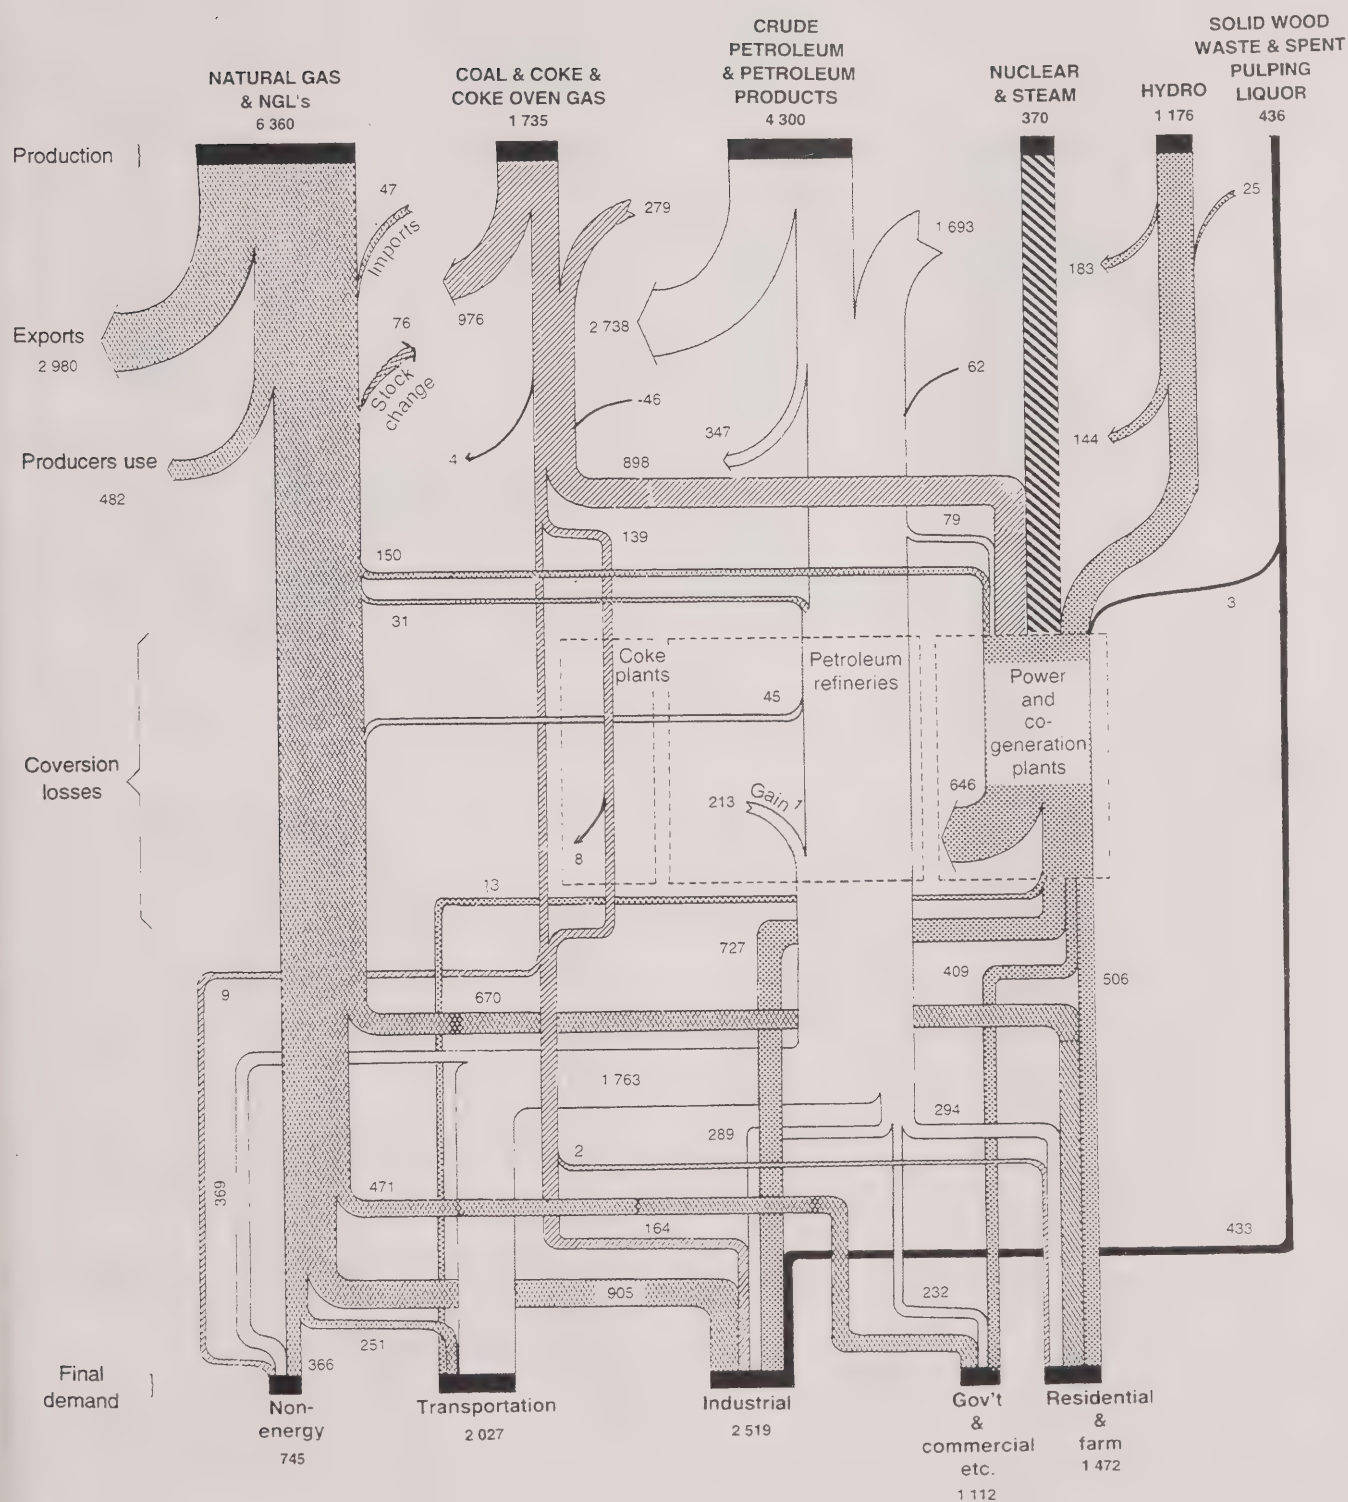 NATURAL GAS
& NGL's
6 360
COAL & COKE &
COKE OVEN GAS
1 735
CRUDE
PETROLEUM
& PETROLEUM
PRODUCTS
4 300
NUCLEAR
& STEAM
370
HYDRO
1 176
SOLID WOOD
WASTE & SPENT
PULPING
LIQUOR
436
Production
47
Imports
279
1 693
25
183
Exports
2 980
976
2 738
76
Stock
change
-46
62
347
144
4
Producers use
482
898
79
139
150
31
3
Coke
plants
Petroleum
refineries
Power
and
co-
generation
plants
45
Coversion
losses
646
213
Gain 1
8
13
727
409
506
9
670
1 763
294
289
2
369
471
164
433
905
232
251
366
Final
demand
Non-
energy
745
Transportation
2 027
Industrial
2 519
Gov't
&
commercial
etc.
1 112
Residential
&
farm
1 472